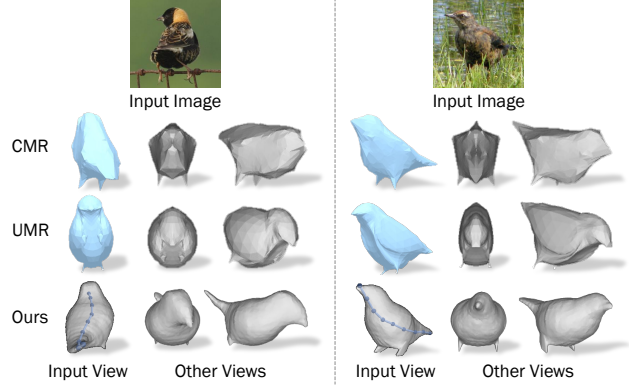 Input Image
Input Image
CMR
UMR
Ours
Input View
Other Views
Input View
Other Views